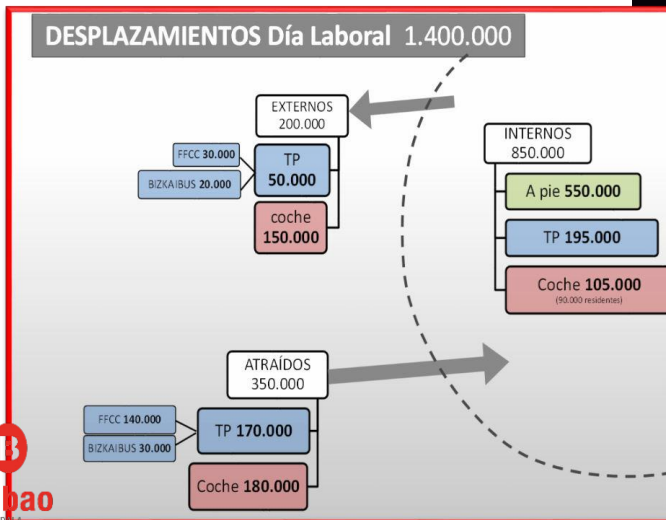 DESPLAZAMIENTOS Día Laboral 1.400.000
EXTERNOS
200.000
FFCC 30.000
BIZKAIBUS 20.000
TP
50.000
coche
150.000
INTERNOS
850.000
A pie 550.000
TP 195.000
Coche 105.000
(90.000 residentes)
ATRAÍDOS
350.000
FFCC 140.000
BIZKAIBUS 30.000
TP 170.000
Coche 180.000
bao